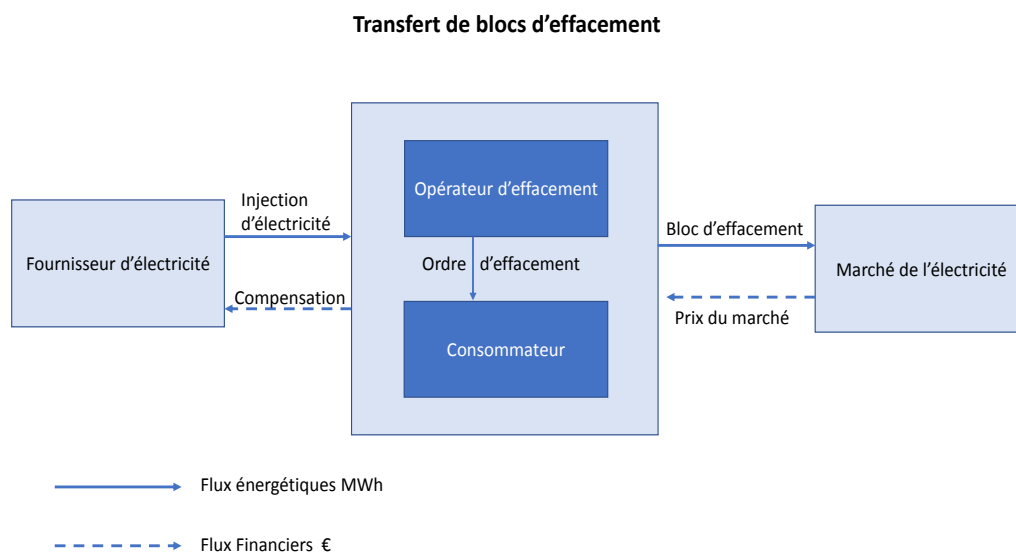 Transfert de blocs d’effacement
Opérateur d’effacement
Injection
d’électricité
Bloc d’effacement
Fournisseur d’électricité
Ordre d’effacement
Marché de l’électricité
Compensation
Prix du marché
Consommateur
Flux énergétiques MWh
Flux Financiers €